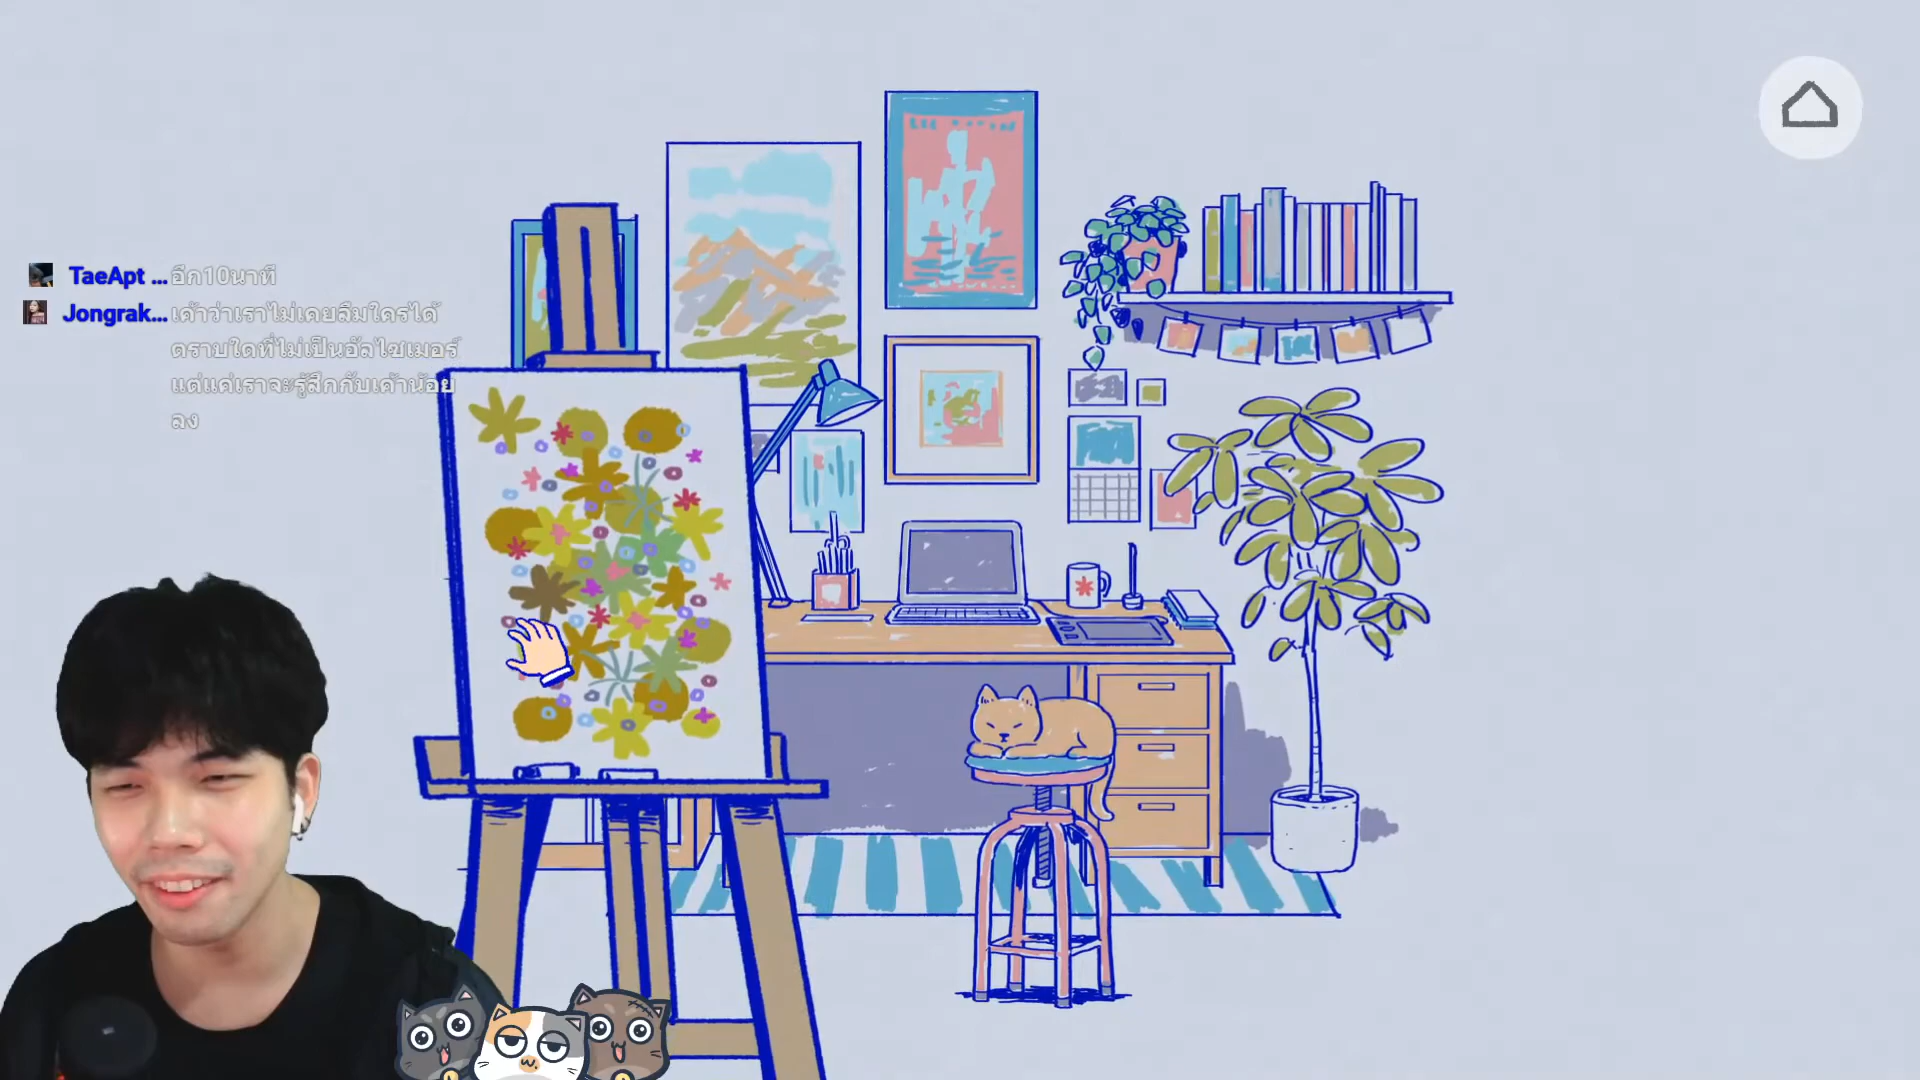 TaeApt ... อีก10นาที
Jongrak... เค้าว่าเราไม่เคยลืมใครได้
ตราบใดที่ไม่เป็นอัลไซเมอร์
แต่แค่เราจะรู้สึกกับเค้าน้อย
ลง